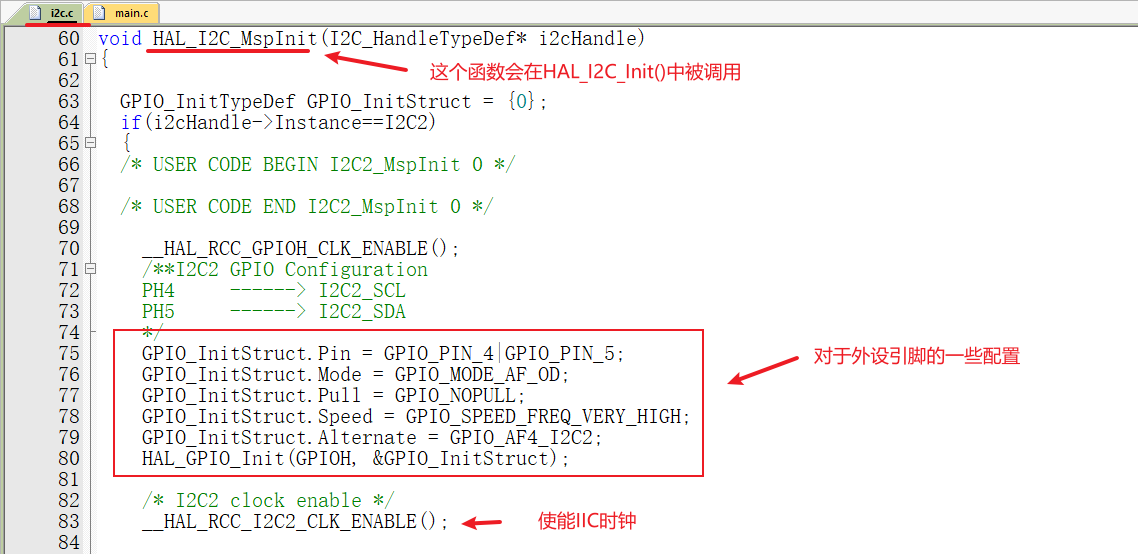 i2c.c main.c
60 void HAL_I2C_MspInit(I2C_HandleTypeDef* i2cHandle)
61 {
这个函数会在HAL_I2C_Init()中被调用
62
63 GPIO_InitTypeDef GPIO_InitStruct = {0};
64 if(i2cHandle->Instance==I2C2)
65 {
66 /* USER CODE BEGIN I2C2_MspInit 0 */
67
68 /* USER CODE END I2C2_MspInit 0 */
69
70 __HAL_RCC_GPIOH_CLK_ENABLE();
71 /**I2C2 GPIO Configuration
72 PH4 ------> I2C2_SCL
73 PH5 ------> I2C2_SDA
74 */
75 GPIO_InitStruct.Pin = GPIO_PIN_4|GPIO_PIN_5;
对于外设引脚的一些配置
76 GPIO_InitStruct.Mode = GPIO_MODE_AF_OD;
77 GPIO_InitStruct.Pull = GPIO_NOPULL;
78 GPIO_InitStruct.Speed = GPIO_SPEED_FREQ_VERY_HIGH;
79 GPIO_InitStruct.Alternate = GPIO_AF4_I2C2;
80 HAL_GPIO_Init(GPIOH, &GPIO_InitStruct);
81
82 /* I2C2 clock enable */
83 __HAL_RCC_I2C2_CLK_ENABLE();
使能IIC时钟
84